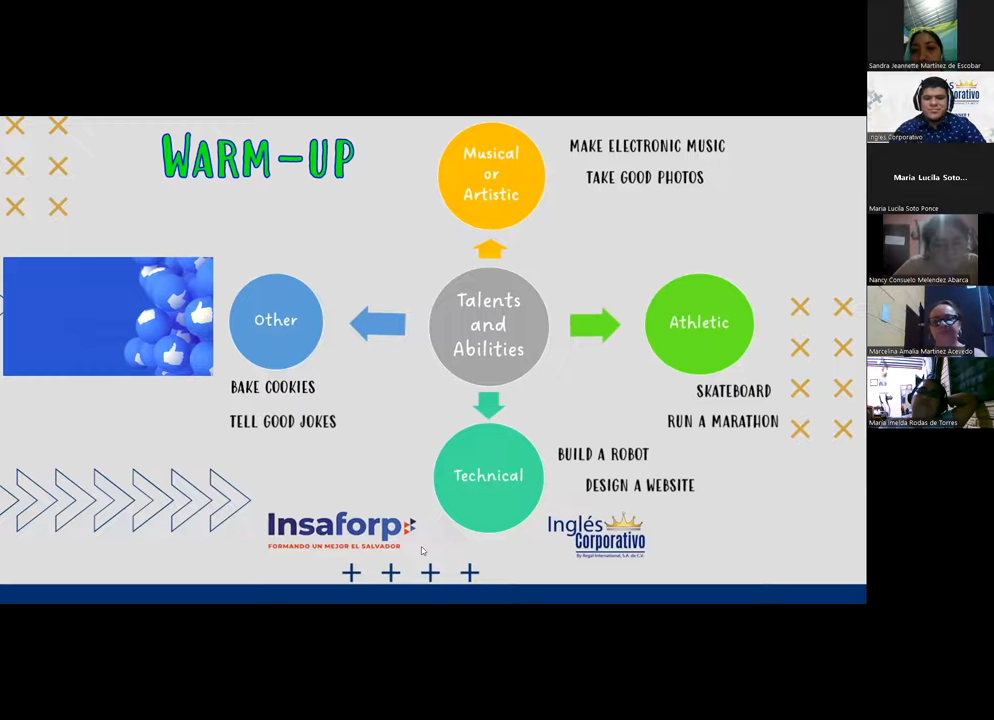 WARM-UP
Musical
or
Artistic
MAKE ELECTRONIC MUSIC
TAKE GOOD PHOTOS
Other
BAKE COOKIES
TELL GOOD JOKES
Talents
and
Abilities
Athletic
SKATEBOARD
RUN A MARATHON
Technical
BUILD A ROBOT
DESIGN A WEBSITE
Insaforp
FORMANDO UN MEJOR EL SALVADOR
Inglés
Corporativo
By Regal International, S.A. de C.V.
Sandra Jeannette Martinez de Escobar
Ingles Corporativo
Maria Lucila Soto...
Maria Lucila Soto Ponce
Nancy Consuelo Melendez Abarca
Marcelina Amalia Martinez Acevedo
Maria Imelda Rodas de Torres